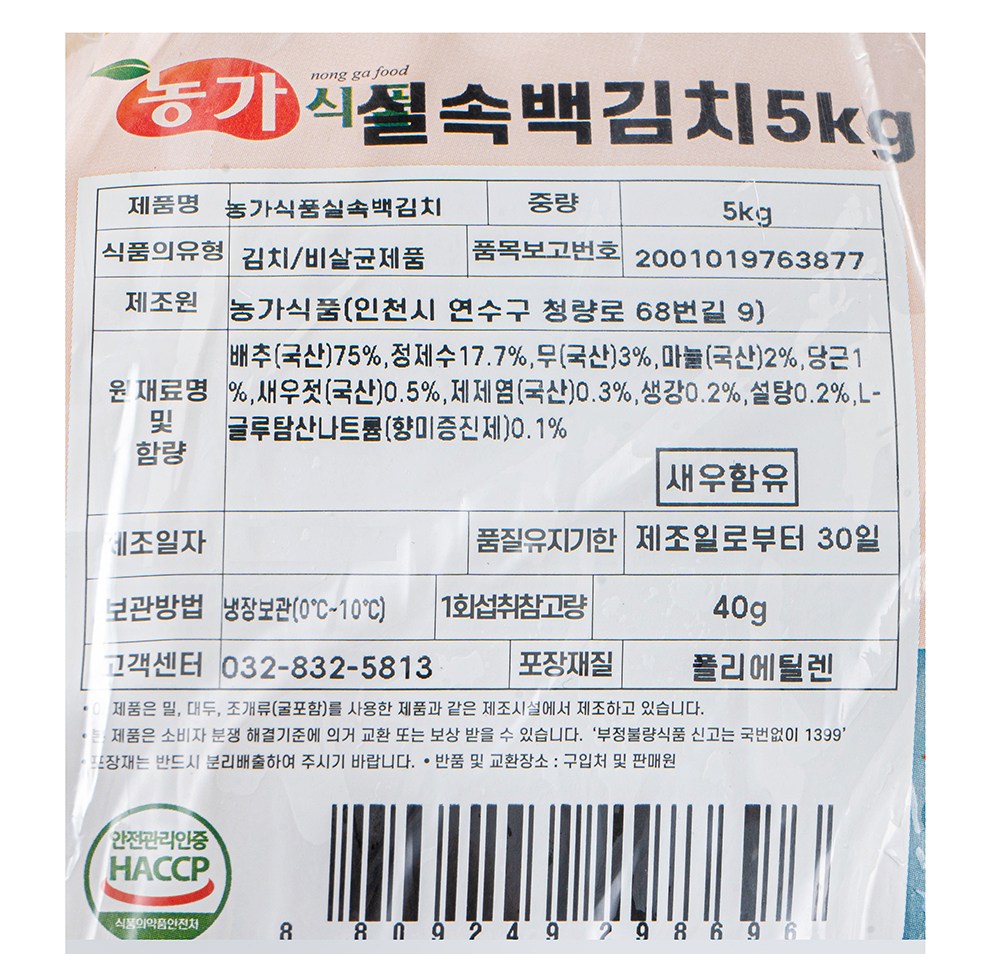 nong ga food
농가식품 실속백김치5kg
제품명 농가식품실속백김치 중량 5kg
식품의유형 김치/비살균제품 품목보고번호 2001019763877
제조원 농가식품(인천시 연수구 청량로 68번길 9)
원재료명 및 함량
배추(국산)75%,정제수17.7%,무(국산)3%,마늘(국산)2%,당근1
%,새우젓(국산)0.5%,제제염(국산)0.3%,생강0.2%,설탕0.2%,L-
글루탐산나트륨(향미증진제)0.1%
새우함유
제조일자 품질유지기한 제조일로부터 30일
보관방법 냉장보관(0℃~10℃) 1회섭취참고량 40g
고객센터 032-832-5813 포장재질 폴리에틸렌
•이 제품은 밀, 대두, 조개류(굴포함)를 사용한 제품과 같은 제조시설에서 제조하고 있습니다.
•본 제품은 소비자 분쟁 해결기준에 의거 교환 또는 보상 받을 수 있습니다. '부정불량식품 신고는 국번없이 1399'
•포장재는 반드시 분리배출하여 주시기 바랍니다. •반품 및 교환장소 : 구입처 및 판매원
안전관리인증
HACCP
식품의약품안전처
8 809249 298696